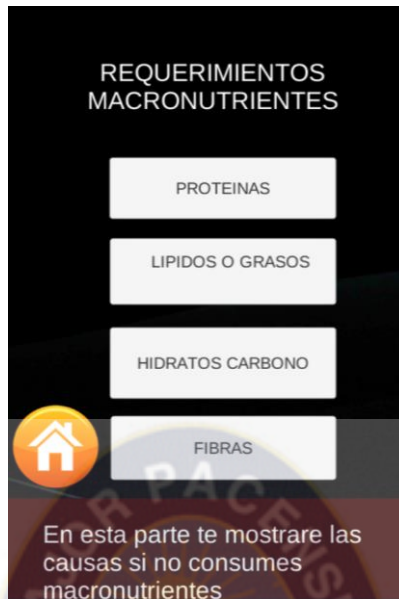 REQUERIMIENTOS
MACRONUTRIENTES
PROTEINAS
LIPIDOS O GRASOS
HIDRATOS CARBONO
FIBRAS
En esta parte te mostrare las
causas si no consumes
macronutrientes